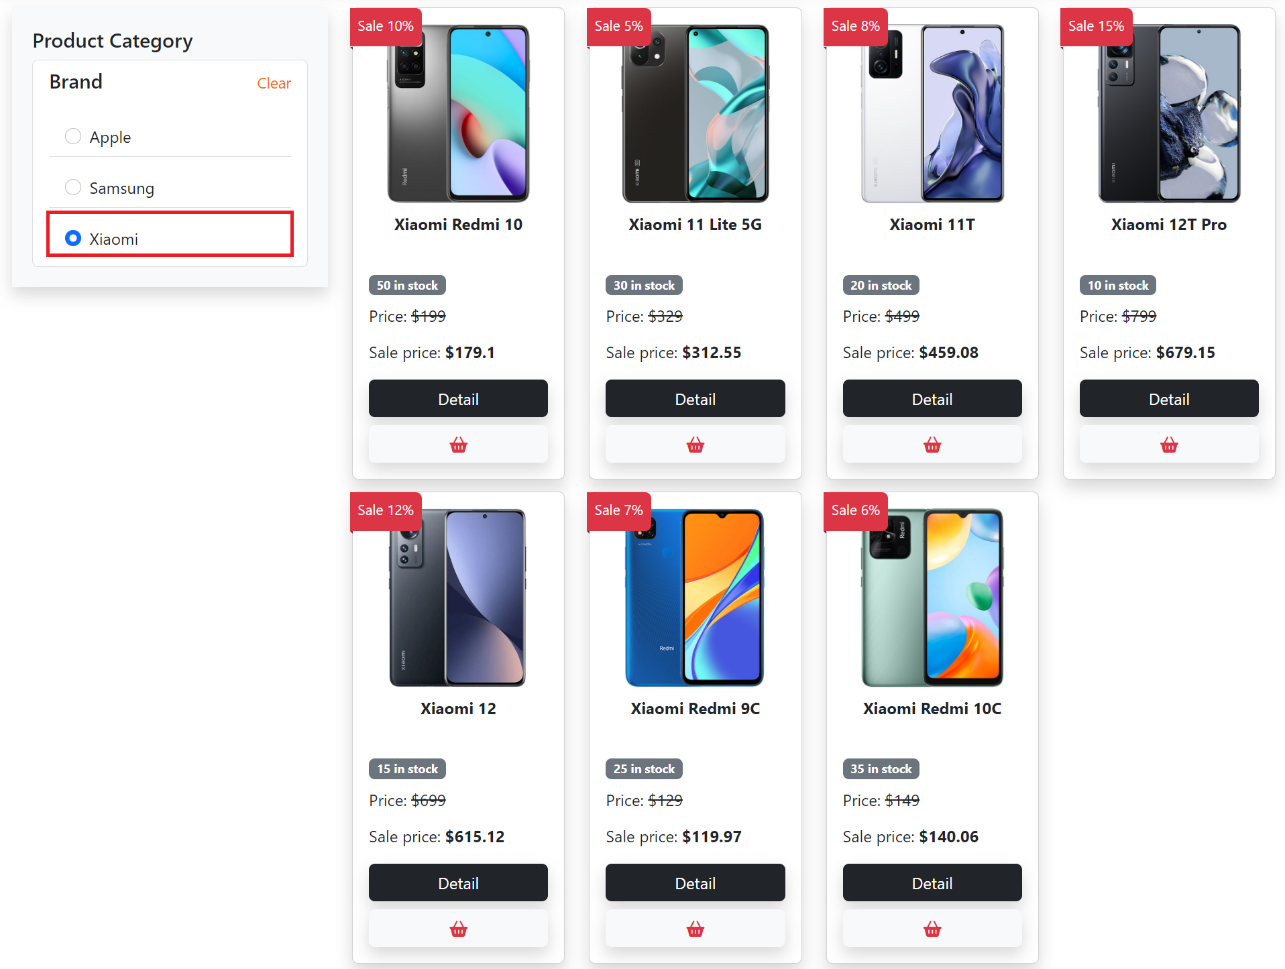 Product Category
Brand
Clear
Apple
Samsung
Xiaomi
Sale 10%
Redmi
Xiaomi Redmi 10
50 in stock
Price: $199
Sale price: $179.1
Detail
Sale 5%
Xiaomi 11 Lite 5G
30 in stock
Price: $329
Sale price: $312.55
Detail
Sale 8%
Xiaomi 11T
20 in stock
Price: $499
Sale price: $459.08
Detail
Sale 15%
Xiaomi 12T Pro
10 in stock
Price: $799
Sale price: $679.15
Detail
Sale 12%
Xiaomi 12
15 in stock
Price: $699
Sale price: $615.12
Detail
Sale 7%
Redmi
Xiaomi Redmi 9C
25 in stock
Price: $129
Sale price: $119.97
Detail
Sale 6%
Redmi
Xiaomi Redmi 10C
35 in stock
Price: $149
Sale price: $140.06
Detail